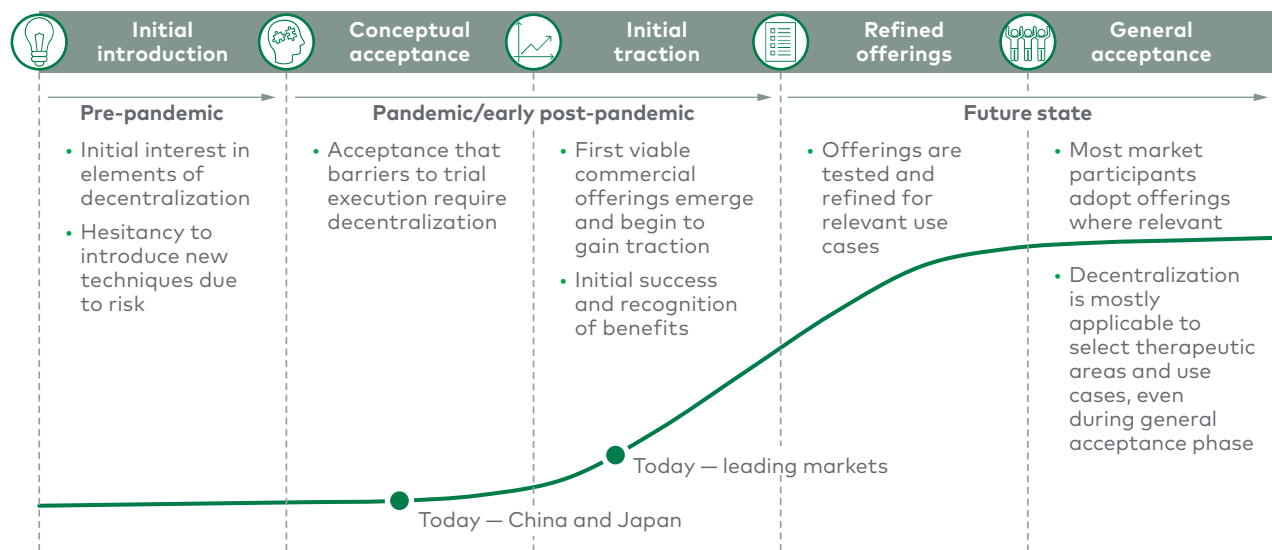 Initial
introduction
Conceptual
acceptance
Initial
traction
Refined
offerings
General
acceptance
Pre-pandemic
Pandemic/early post-pandemic
Future state
• Initial interest in
elements of
decentralization
• Hesitancy to
introduce new
techniques due
to risk
• Acceptance that
barriers to trial
execution require
decentralization
• First viable
commercial
offerings emerge
and begin to
gain traction
• Initial success
and recognition
of benefits
• Offerings are
tested and
refined for
relevant use
cases
• Most market
participants
adopt offerings
where relevant
• Decentralization
is mostly
applicable to
select therapeutic
areas and use
cases, even
during general
acceptance phase
Today — leading markets
Today — China and Japan